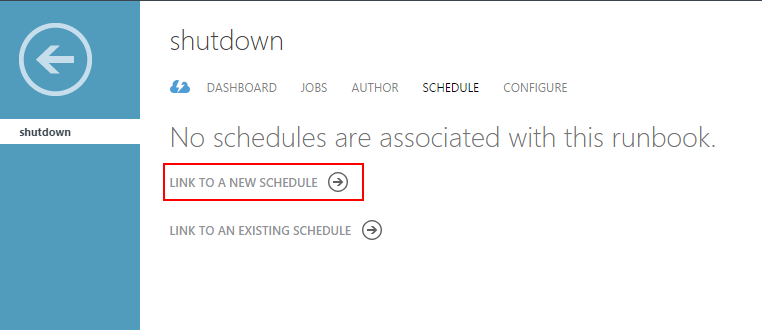 shutdown
DASHBOARD JOBS AUTHOR SCHEDULE CONFIGURE
shutdown
No schedules are associated with this runbook.
LINK TO A NEW SCHEDULE
LINK TO AN EXISTING SCHEDULE